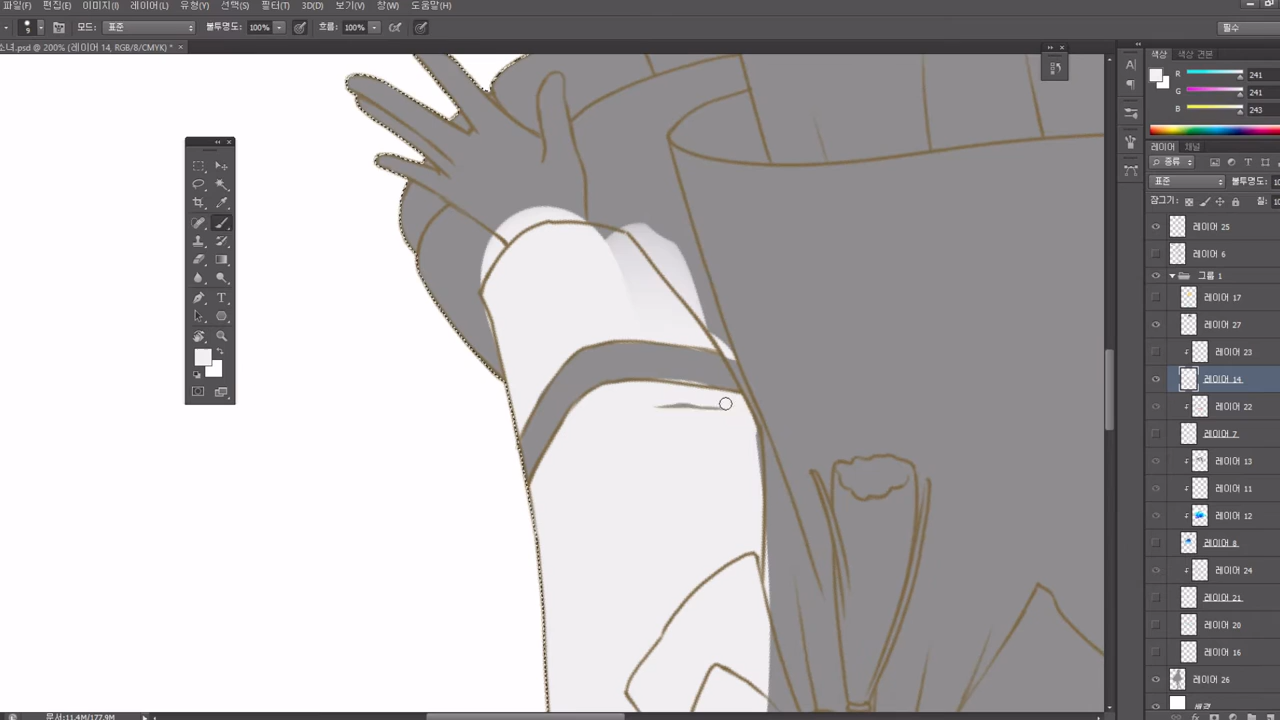 파일(F) 편집(E) 이미지(I) 레이어(L) 유형(Y) 선택(S) 필터(T) 3D(D) 보기(V) 창(W) 도움말(H)
9 모드: 표준 불투명도: 100% 흐름: 100% 필수
소녀.psd @ 200% (레이어 14, RGB/8/CMYK) * ×
색상 색상 견본
R 241
G 241
B 243
레이어 채널
종류
표준 불투명도:
잠그기: 칠:
레이어 25
레이어 6
그룹 1
레이어 17
레이어 27
레이어 23
레이어 14
레이어 22
레이어 7
레이어 13
레이어 11
레이어 12
레이어 8
레이어 24
레이어 21
레이어 20
레이어 16
레이어 26
배경
문서:11.4M/177.9M